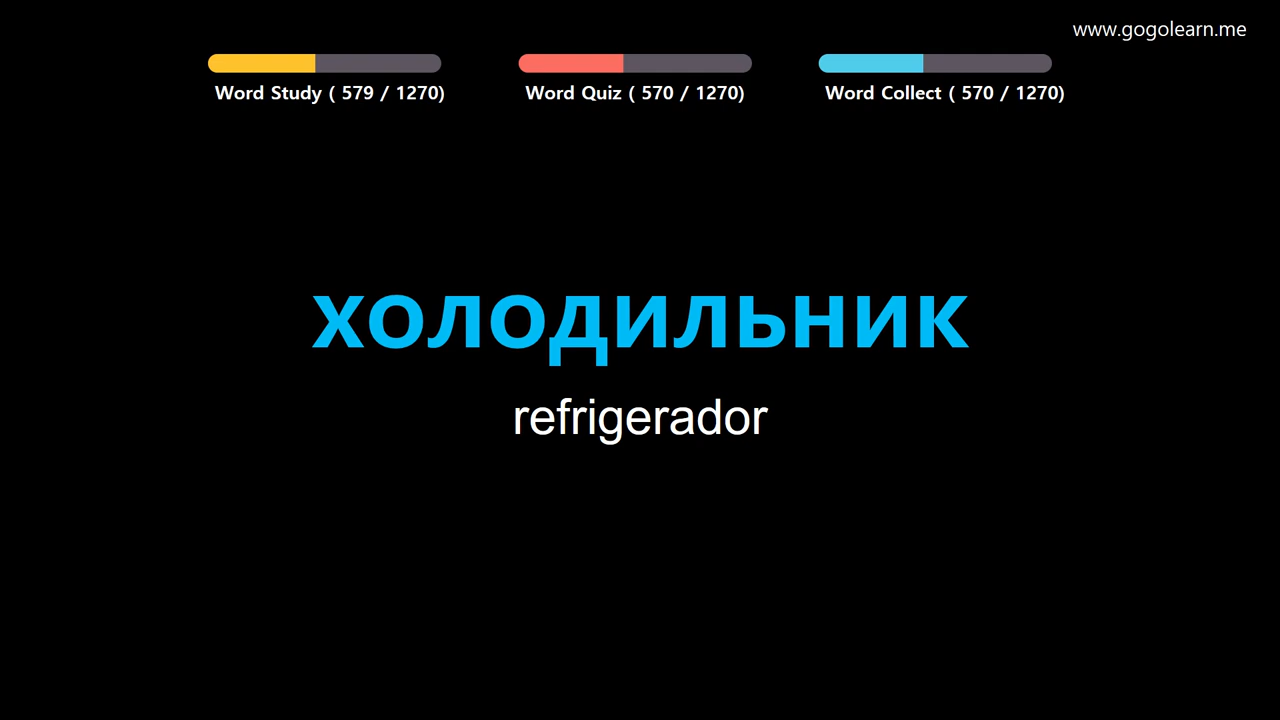 www.gogolearn.me
Word Study ( 579 / 1270)
Word Quiz ( 570 / 1270)
Word Collect ( 570 / 1270)
холодильник
refrigerador